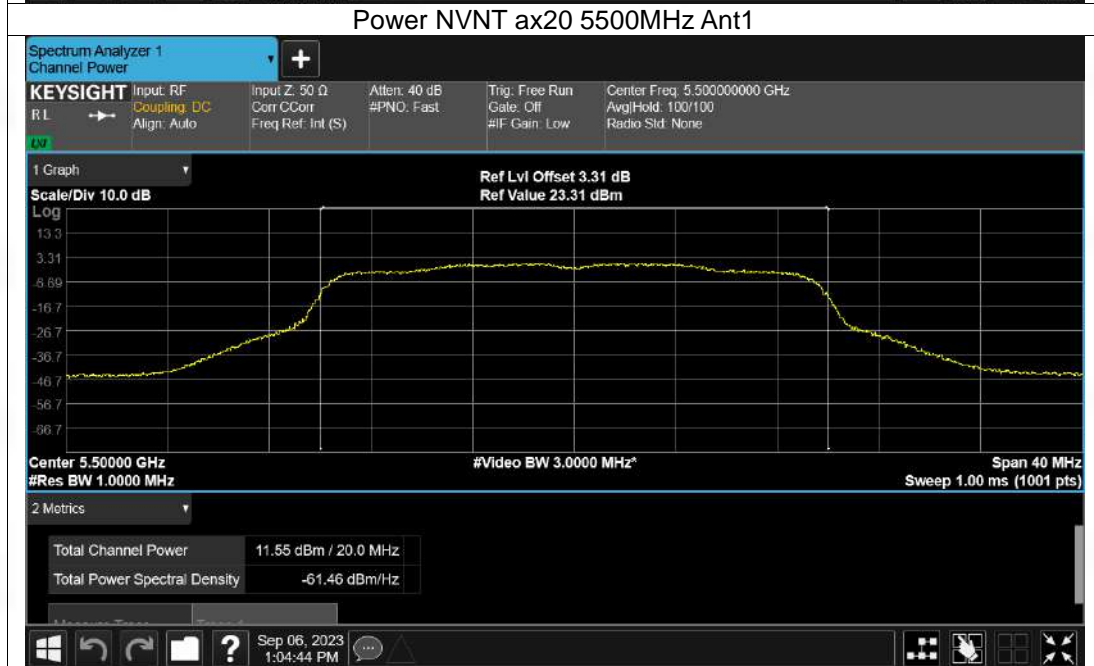 Power NVNT ax20 5500MHz Ant1
Spectrum Analyzer 1
Channel Power
KEYSIGHT Input: RF
RL
Coupling: DC
Align: Auto
Input Z: 50 Ω
Corr CCorr
Freq Ref: Int (S)
Atten: 40 dB
#PNO: Fast
Trig: Free Run
Gate: Off
#IF Gain: Low
Center Freq: 5.500000000 GHz
Avg|Hold: 100/100
Radio Std: None
LXI
1 Graph
Scale/Div 10.0 dB
Ref Lvl Offset 3.31 dB
Ref Value 23.31 dBm
Log
13.3
3.31
-6.69
-16.7
-26.7
-36.7
-46.7
-56.7
-66.7
Center 5.50000 GHz
#Res BW 1.0000 MHz
#Video BW 3.0000 MHz*
Span 40 MHz
Sweep 1.00 ms (1001 pts)
2 Metrics
Total Channel Power 11.55 dBm / 20.0 MHz
Total Power Spectral Density -61.46 dBm/Hz
?
Sep 06, 2023
1:04:44 PM